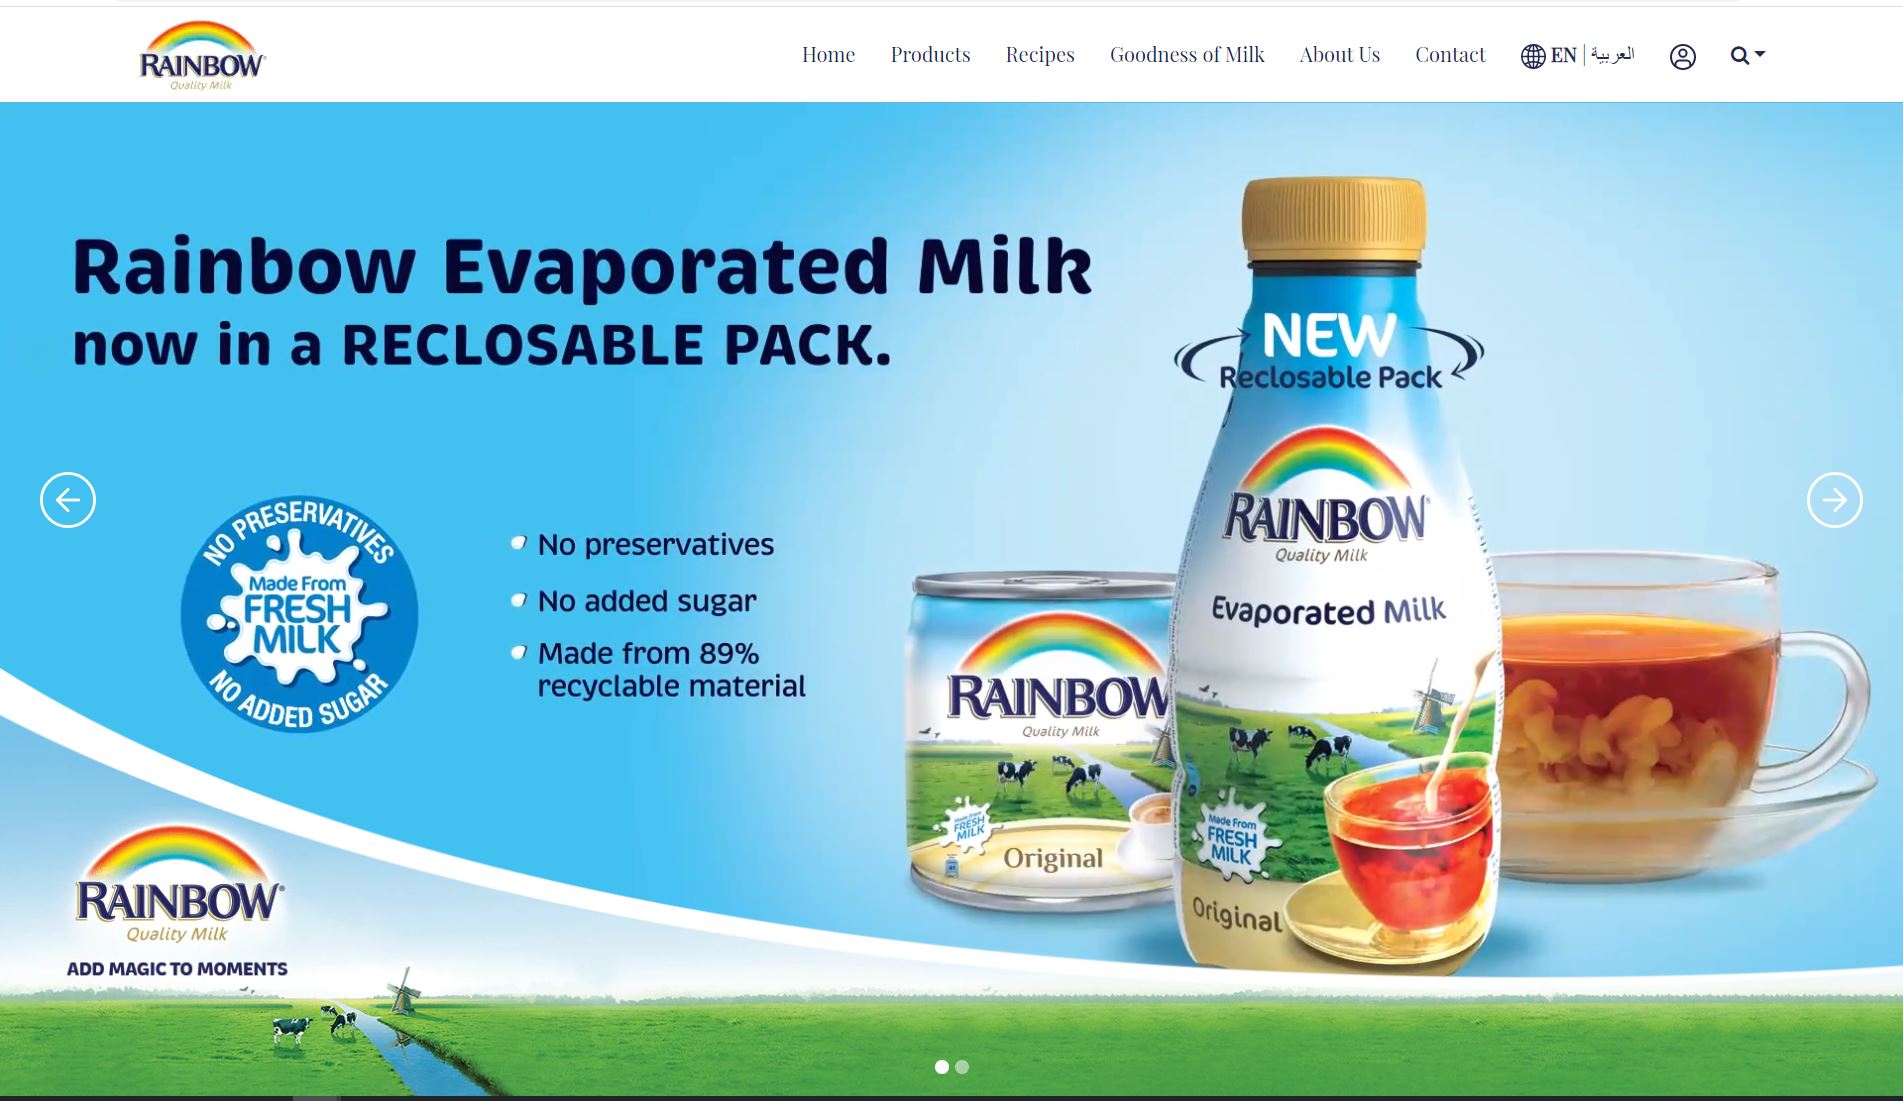 RAINBOW
Quality Milk
Home Products Recipes Goodness of Milk About Us Contact EN | العربية
Rainbow Evaporated Milk
now in a RECLOSABLE PACK.
NEW
Reclosable Pack
RAINBOW
Quality Milk
Evaporated Milk
Made From
FRESH
MILK
Original
NO PRESERVATIVES
Made From
FRESH
MILK
NO ADDED SUGAR
No preservatives
No added sugar
Made from 89%
recyclable material
RAINBOW
Quality Milk
Made From
FRESH
MILK
Original
RAINBOW
Quality Milk
ADD MAGIC TO MOMENTS